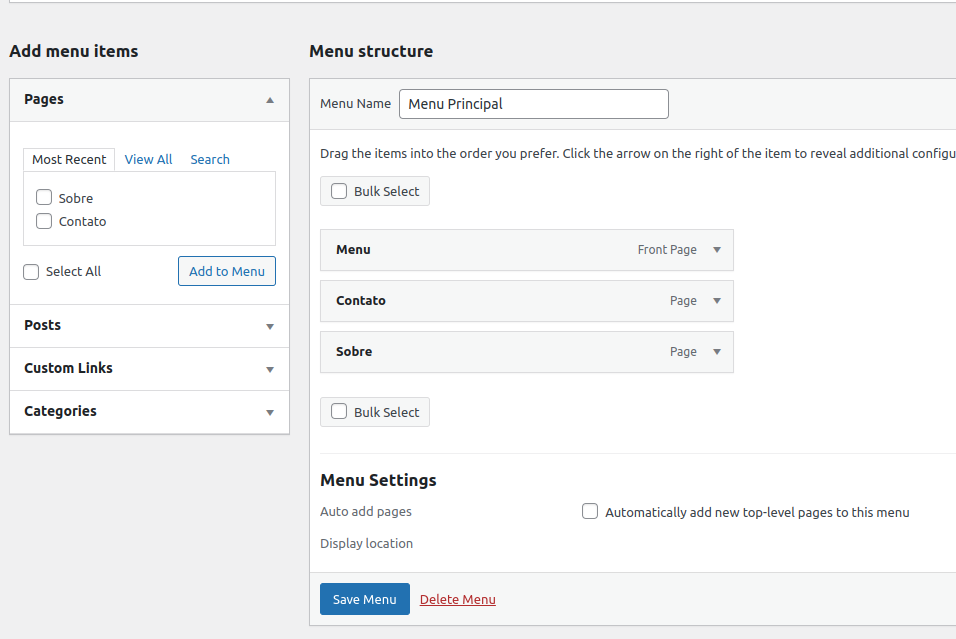 Add menu items
Menu structure
Pages
Menu Name Menu Principal
Most Recent View All Search
Sobre
Contato
Select All Add to Menu
Posts
Custom Links
Categories
Drag the items into the order you prefer. Click the arrow on the right of the item to reveal additional configu
Bulk Select
Menu Front Page
Contato Page
Sobre Page
Bulk Select
Menu Settings
Auto add pages Automatically add new top-level pages to this menu
Display location
Save Menu Delete Menu